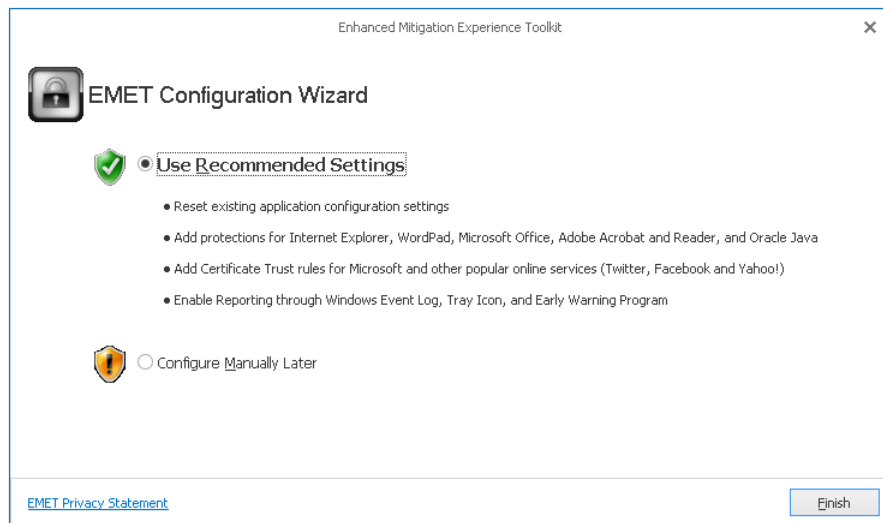 Enhanced Mitigation Experience Toolkit
EMET Configuration Wizard
Use Recommended Settings
● Reset existing application configuration settings
● Add protections for Internet Explorer, WordPad, Microsoft Office, Adobe Acrobat and Reader, and Oracle Java
● Add Certificate Trust rules for Microsoft and other popular online services (Twitter, Facebook and Yahoo!)
● Enable Reporting through Windows Event Log, Tray Icon, and Early Warning Program
Configure Manually Later
EMET Privacy Statement
Finish